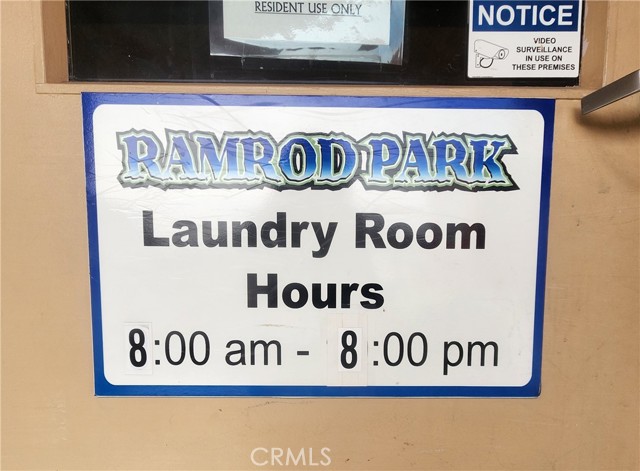 RESIDENT USE ONLY
NOTICE
VIDEO
SURVEILLANCE
IN USE ON
THESE PREMISES
RAMROD PARK
Laundry Room
Hours
8:00 am - 8:00 pm
CRMLS